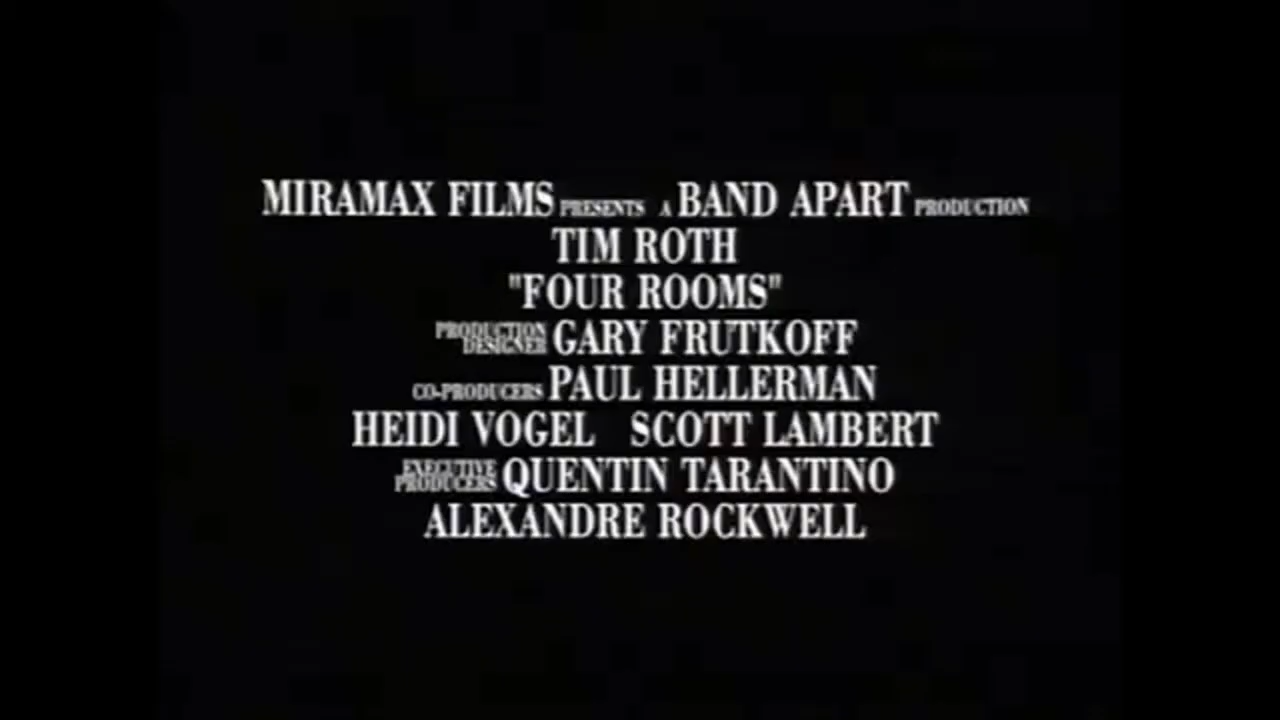 MIRAMAX FILMS PRESENTS A BAND APART PRODUCTION
TIM ROTH
"FOUR ROOMS"
PRODUCTION DESIGNER GARY FRUTKOFF
CO-PRODUCERS PAUL HELLERMAN
HEIDI VOGEL SCOTT LAMBERT
EXECUTIVE PRODUCERS QUENTIN TARANTINO
ALEXANDRE ROCKWELL